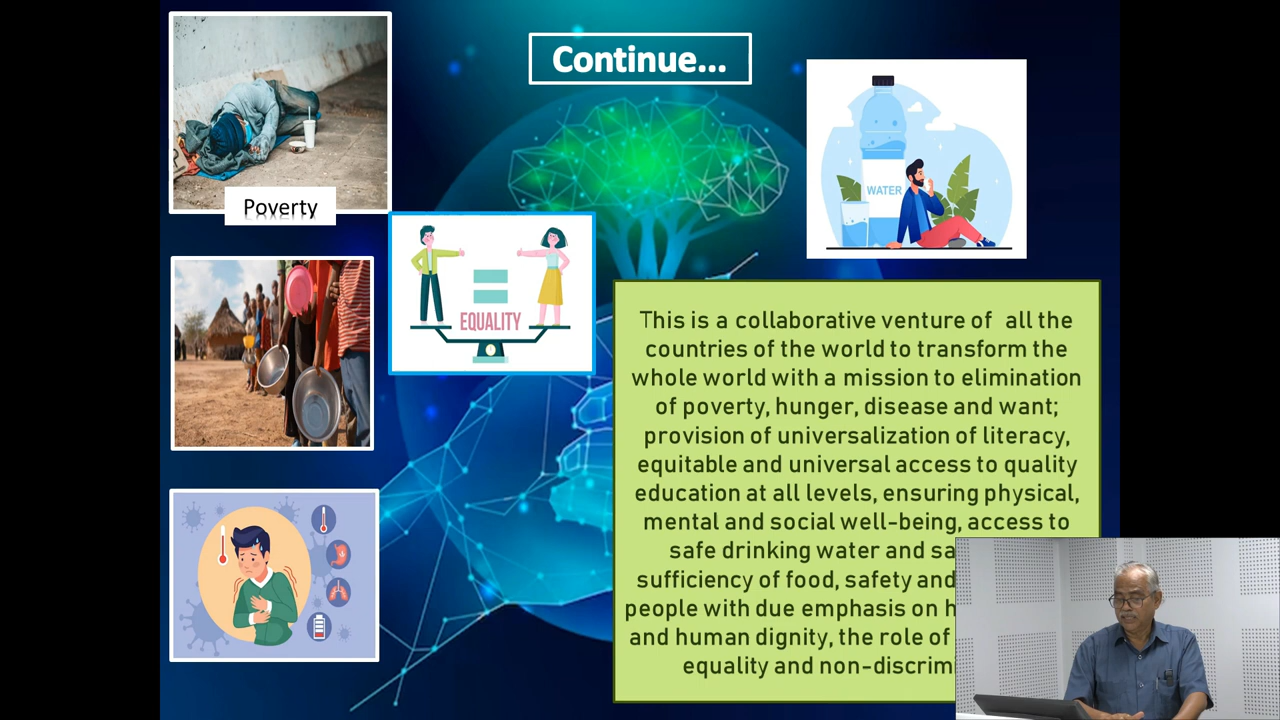 Continue...
Poverty
WATER
EQUALITY
This is a collaborative venture of all the
countries of the world to transform the
whole world with a mission to elimination
of poverty, hunger, disease and want;
provision of universalization of literacy,
equitable and universal access to quality
education at all levels, ensuring physical,
mental and social well-being, access to
safe drinking water and
sufficiency of food, safety and
people with due emphasis on
and human dignity, the role of
equality and